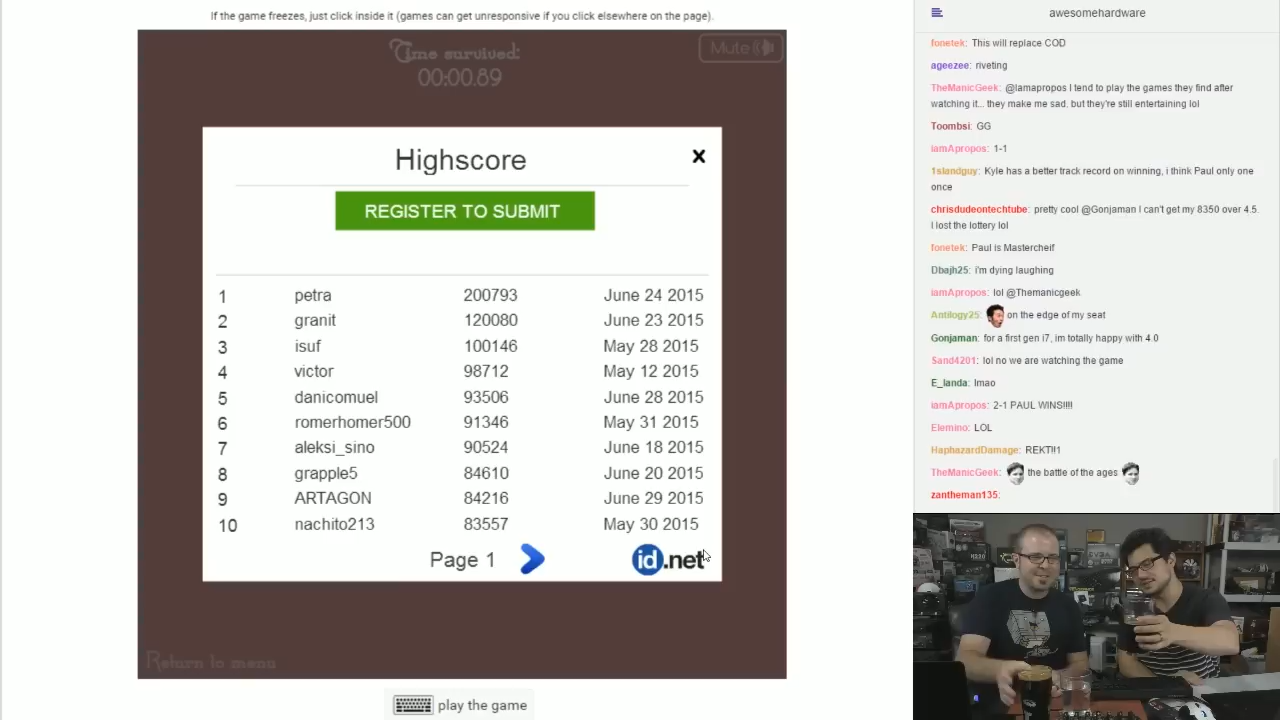 If the game freezes, just click inside it (games can get unresponsive if you click elsewhere on the page).
Time survived:
00:00.89
Mute
Highscore
X
REGISTER TO SUBMIT
1 petra 200793 June 24 2015
2 granit 120080 June 23 2015
3 isuf 100146 May 28 2015
4 victor 98712 May 12 2015
5 danicomuel 93506 June 28 2015
6 romerhomer500 91346 May 31 2015
7 aleksi_sino 90524 June 18 2015
8 grapple5 84610 June 20 2015
9 ARTAGON 84216 June 29 2015
10 nachito213 83557 May 30 2015
Page 1
id.net
Return to menu
play the game
awesomehardware
fonetek: This will replace COD
ageezee: riveting
TheManicGeek: @Iamapropos I tend to play the games they find after
watching it... they make me sad, but they're still entertaining lol
Toombsi: GG
iamApropos: 1-1
1slandguy: Kyle has a better track record on winning, i think Paul only one
once
chrisdudeontechtube: pretty cool @Gonjaman I can't get my 8350 over 4.5.
I lost the lottery lol
fonetek: Paul is Mastercheif
Dbajh25: i'm dying laughing
iamApropos: lol @Themanicgeek
Antilogy25: on the edge of my seat
Gonjaman: for a first gen i7, im totally happy with 4.0
Sand4201: lol no we are watching the game
E_landa: lmao
iamApropos: 2-1 PAUL WINS!!!!
Elemino: LOL
HaphazardDamage: REKT!!1
TheManicGeek: the battle of the ages
zantheman135: